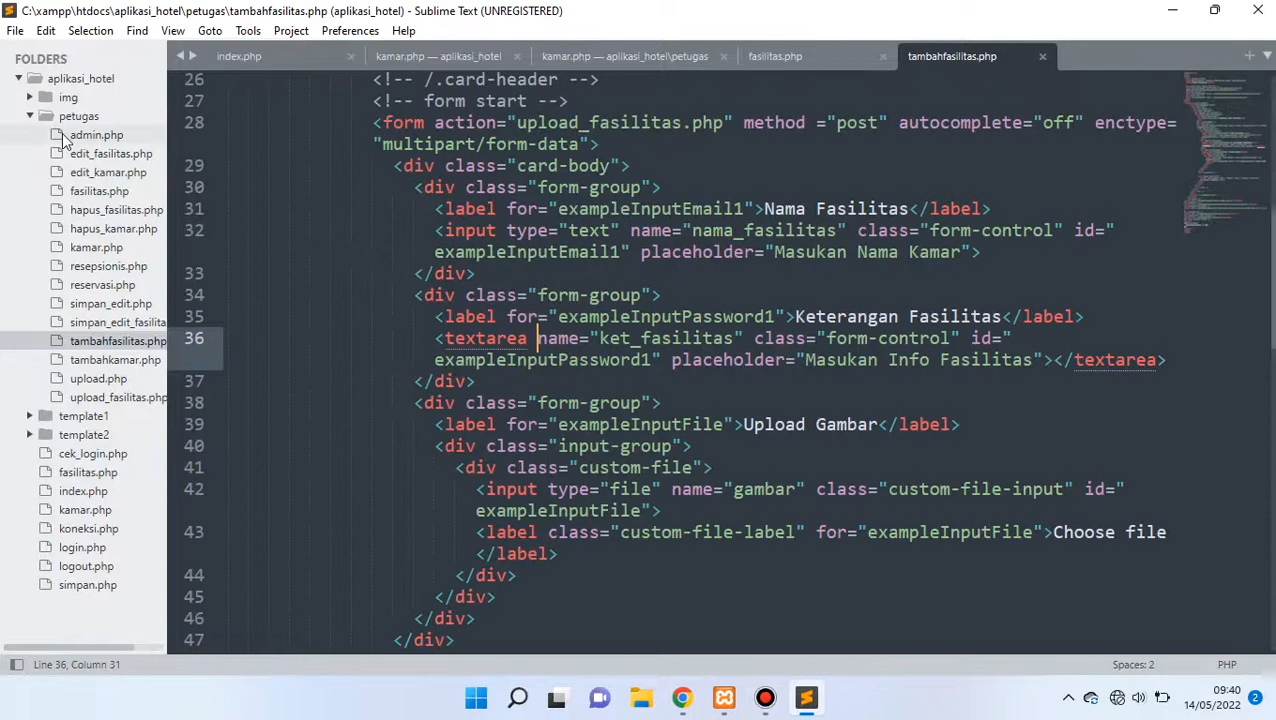 C:\xampp\htdocs\aplikasi_hotel\petugas\tambahfasilitas.php (aplikasi_hotel) - Sublime Text (UNREGISTERED)
File Edit Selection Find View Goto Tools Project Preferences Help
FOLDERS
aplikasi_hotel
img
petugas
admin.php
edit_fasilitas.php
edit_kamar.php
fasilitas.php
hapus_fasilitas.php
hapus_kamar.php
kamar.php
resepsionis.php
reservasi.php
simpan_edit.php
simpan_edit_fasilita
tambahfasilitas.php
tambahkamar.php
upload.php
upload_fasilitas.php
template1
template2
cek_login.php
fasilitas.php
index.php
kamar.php
koneksi.php
login.php
logout.php
simpan.php
index.php kamar.php — aplikasi_hotel kamar.php — aplikasi_hotel\petugas fasilitas.php tambahfasilitas.php
26 <!-- /.card-header -->
27 <!-- form start -->
28 <form action="upload_fasilitas.php" method ="post" autocomplete="off" enctype=
"multipart/form-data">
29 <div class="card-body">
30 <div class="form-group">
31 <label for="exampleInputEmail1">Nama Fasilitas</label>
32 <input type="text" name="nama_fasilitas" class="form-control" id="
exampleInputEmail1" placeholder="Masukan Nama Kamar">
33 </div>
34 <div class="form-group">
35 <label for="exampleInputPassword1">Keterangan Fasilitas</label>
36 <textarea name="ket_fasilitas" class="form-control" id="
exampleInputPassword1" placeholder="Masukan Info Fasilitas"></textarea>
37 </div>
38 <div class="form-group">
39 <label for="exampleInputFile">Upload Gambar</label>
40 <div class="input-group">
41 <div class="custom-file">
42 <input type="file" name="gambar" class="custom-file-input" id="
exampleInputFile">
43 <label class="custom-file-label" for="exampleInputFile">Choose file
</label>
44 </div>
45 </div>
46 </div>
47 </div>
Line 36, Column 31 Spaces: 2 PHP
09:40
14/05/2022
2